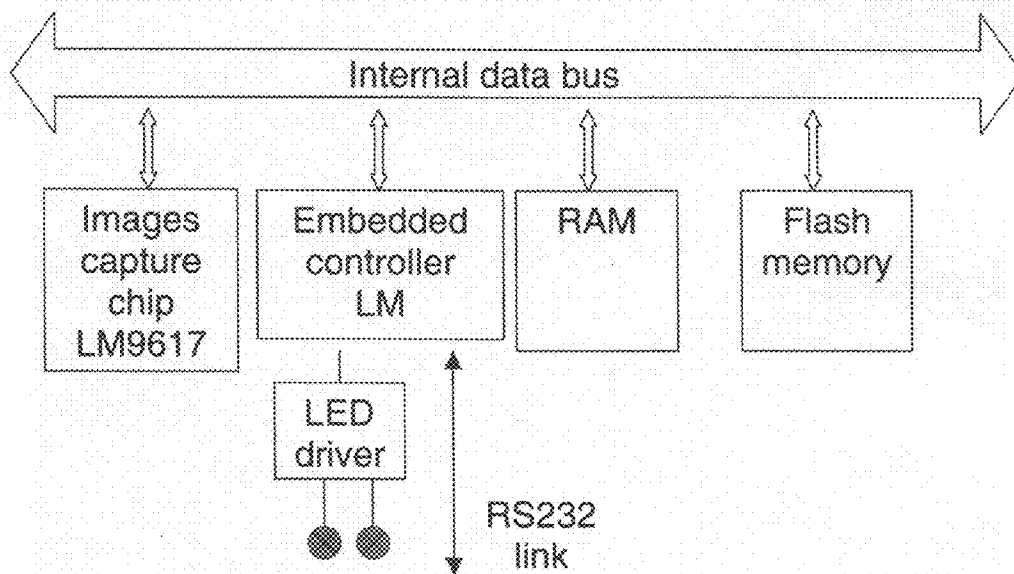 Internal data bus
Images
capture
chip
LM9617
Embedded
controller
LM
RAM
Flash
memory
LED
driver
RS232
link